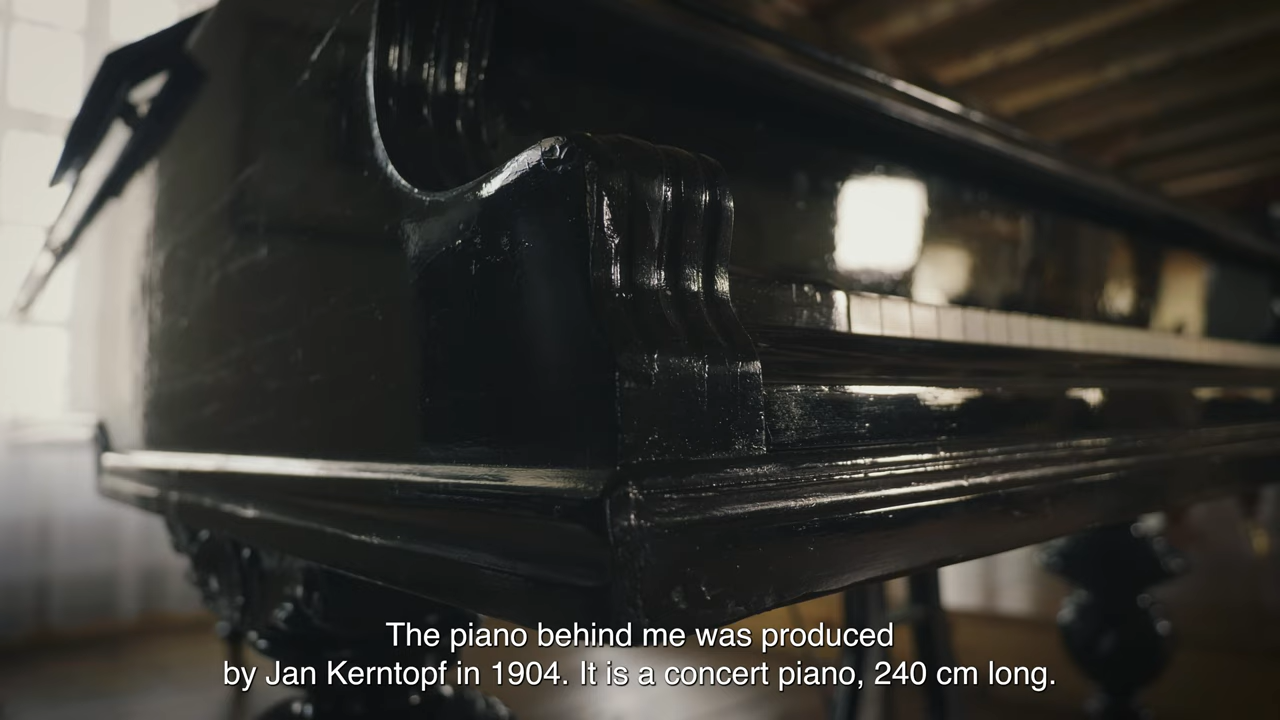 The piano behind me was produced
by Jan Kerntopf in 1904. It is a concert piano, 240 cm long.